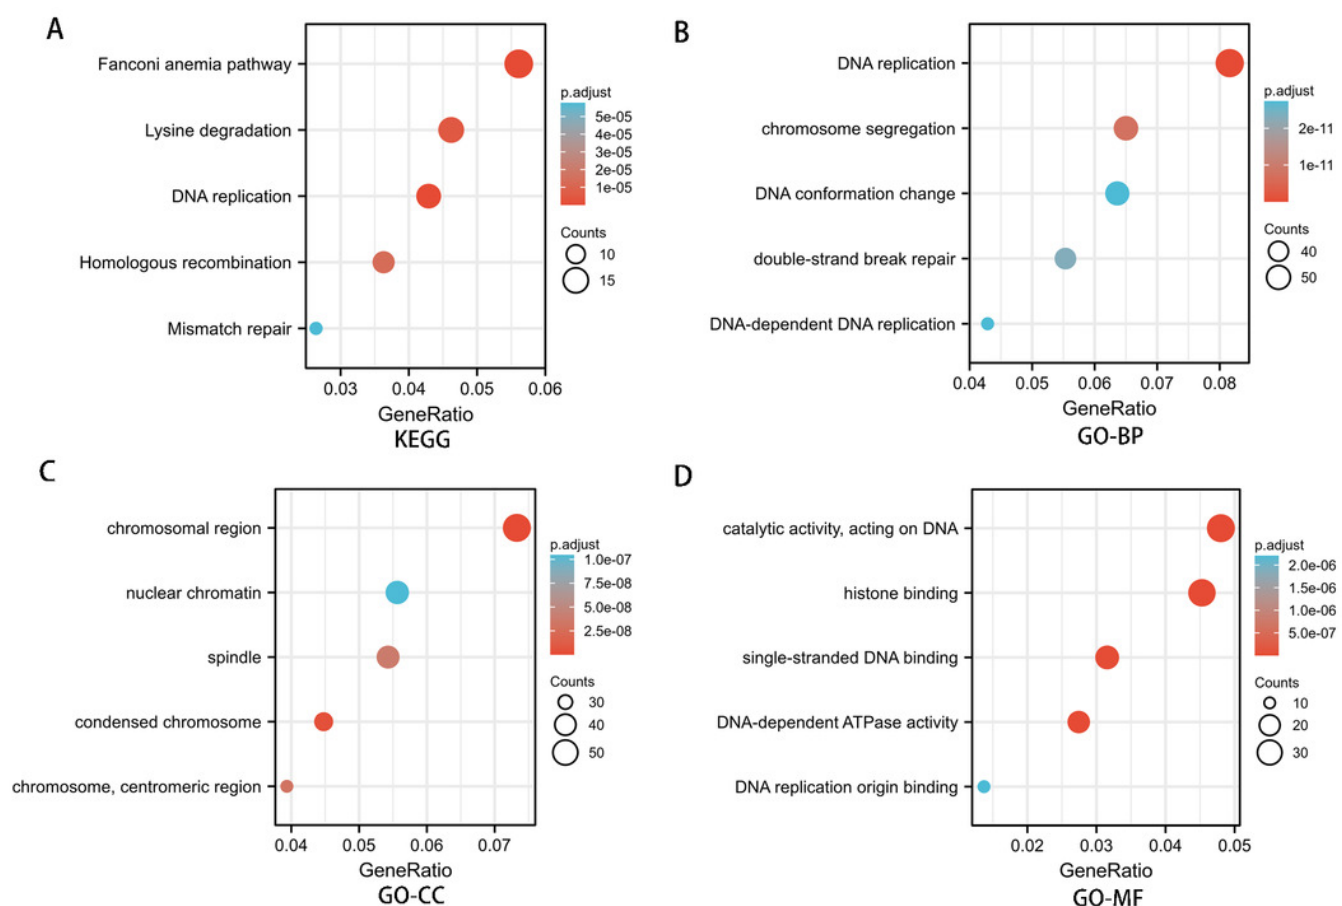 A
Fanconi anemia pathway
Lysine degradation
DNA replication
Homologous recombination
Mismatch repair
0.03 0.04 0.05 0.06
GeneRatio
KEGG
p.adjust
5e-05
4e-05
3e-05
2e-05
1e-05
Counts
10
15
B
DNA replication
chromosome segregation
DNA conformation change
double-strand break repair
DNA-dependent DNA replication
0.04 0.05 0.06 0.07 0.08
GeneRatio
GO-BP
p.adjust
2e-11
1e-11
Counts
40
50
C
chromosomal region
nuclear chromatin
spindle
condensed chromosome
chromosome, centromeric region
0.04 0.05 0.06 0.07
GeneRatio
GO-CC
p.adjust
1.0e-07
7.5e-08
5.0e-08
2.5e-08
Counts
30
40
50
D
catalytic activity, acting on DNA
histone binding
single-stranded DNA binding
DNA-dependent ATPase activity
DNA replication origin binding
0.02 0.03 0.04 0.05
GeneRatio
GO-MF
p.adjust
2.0e-06
1.5e-06
1.0e-06
5.0e-07
Counts
10
20
30